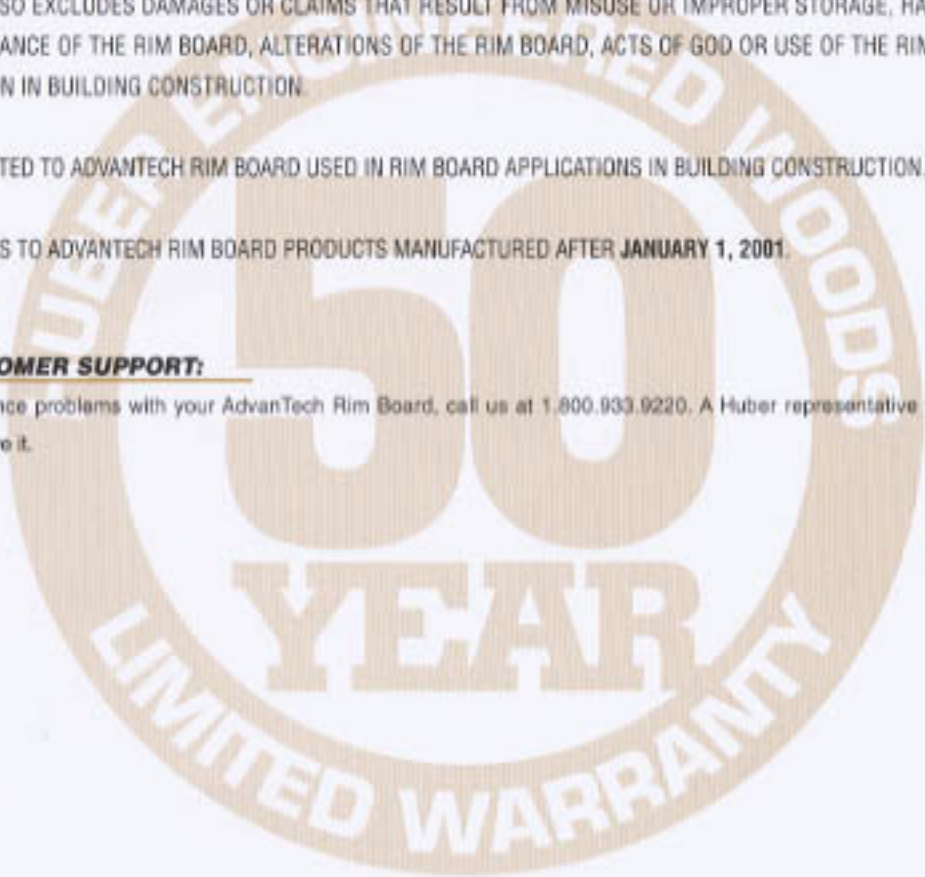 SO EXCLUDES DAMAGES OR CLAIMS THAT RESULT FROM MISUSE OR IMPROPER STORAGE, HA
ANCE OF THE RIM BOARD, ALTERATIONS OF THE RIM BOARD, ACTS OF GOD OR USE OF THE RIM
N IN BUILDING CONSTRUCTION.
TED TO ADVANTECH RIM BOARD USED IN RIM BOARD APPLICATIONS IN BUILDING CONSTRUCTION.
S TO ADVANTECH RIM BOARD PRODUCTS MANUFACTURED AFTER JANUARY 1, 2001.
OMER SUPPORT:
nce problems with your AdvanTech Rim Board, call us at 1.800.933.9220. A Huber representative
e it.
HUBER ENGINEERED WOODS
50
YEAR
LIMITED WARRANTY